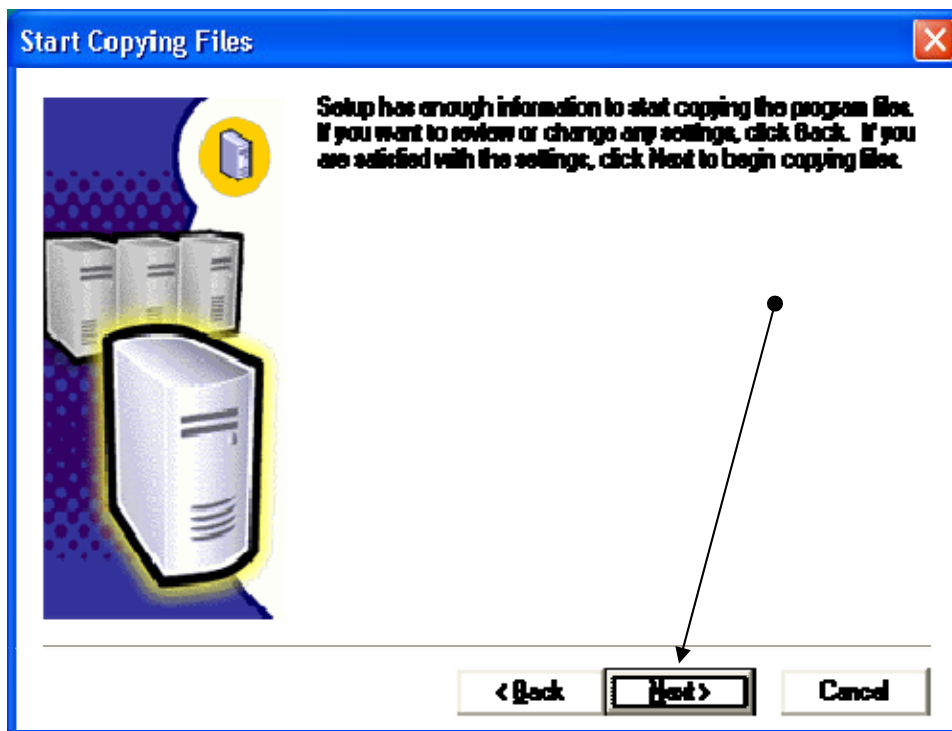 Start Copying Files
Setup has enough information to start copying the program files.
If you want to review or change any settings, click Back. If you
are satisfied with the settings, click Next to begin copying files.
< Back
Next >
Cancel